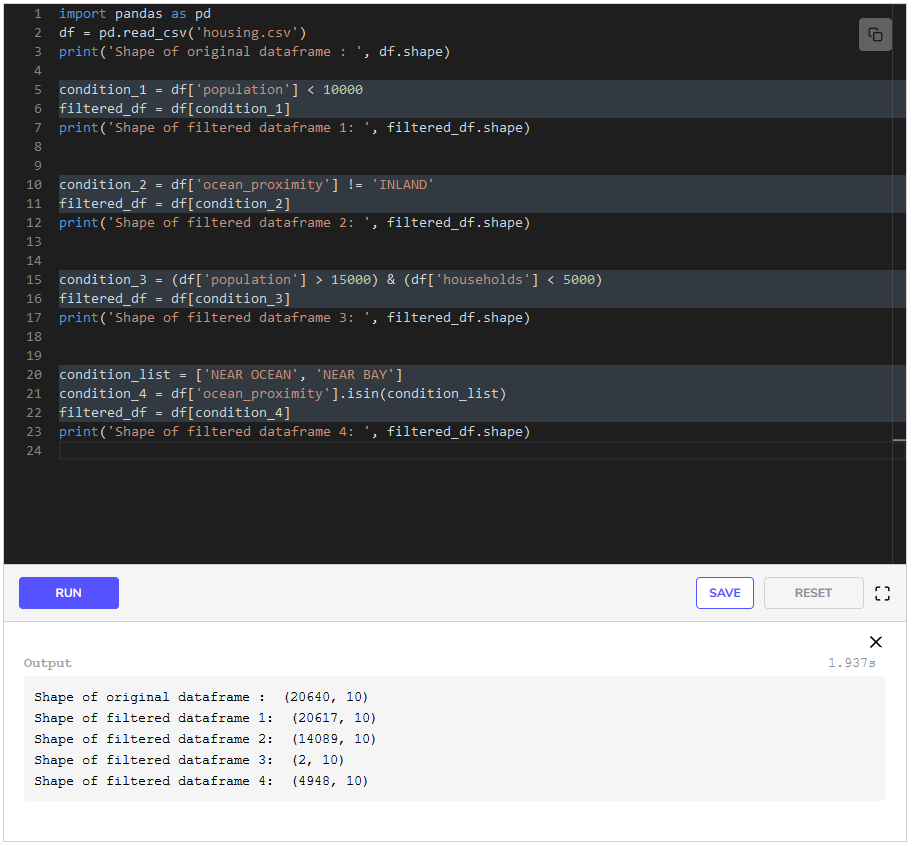 1 import pandas as pd
2 df = pd.read_csv('housing.csv')
3 print('Shape of original dataframe : ', df.shape)
4
5 condition_1 = df['population'] < 10000
6 filtered_df = df[condition_1]
7 print('Shape of filtered dataframe 1: ', filtered_df.shape)
8
9
10 condition_2 = df['ocean_proximity'] != 'INLAND'
11 filtered_df = df[condition_2]
12 print('Shape of filtered dataframe 2: ', filtered_df.shape)
13
14
15 condition_3 = (df['population'] > 15000) & (df['households'] < 5000)
16 filtered_df = df[condition_3]
17 print('Shape of filtered dataframe 3: ', filtered_df.shape)
18
19
20 condition_list = ['NEAR OCEAN', 'NEAR BAY']
21 condition_4 = df['ocean_proximity'].isin(condition_list)
22 filtered_df = df[condition_4]
23 print('Shape of filtered dataframe 4: ', filtered_df.shape)
24
RUN SAVE RESET
Output 1.937s
Shape of original dataframe :  (20640, 10)
Shape of filtered dataframe 1:  (20617, 10)
Shape of filtered dataframe 2:  (14089, 10)
Shape of filtered dataframe 3:  (2, 10)
Shape of filtered dataframe 4:  (4948, 10)